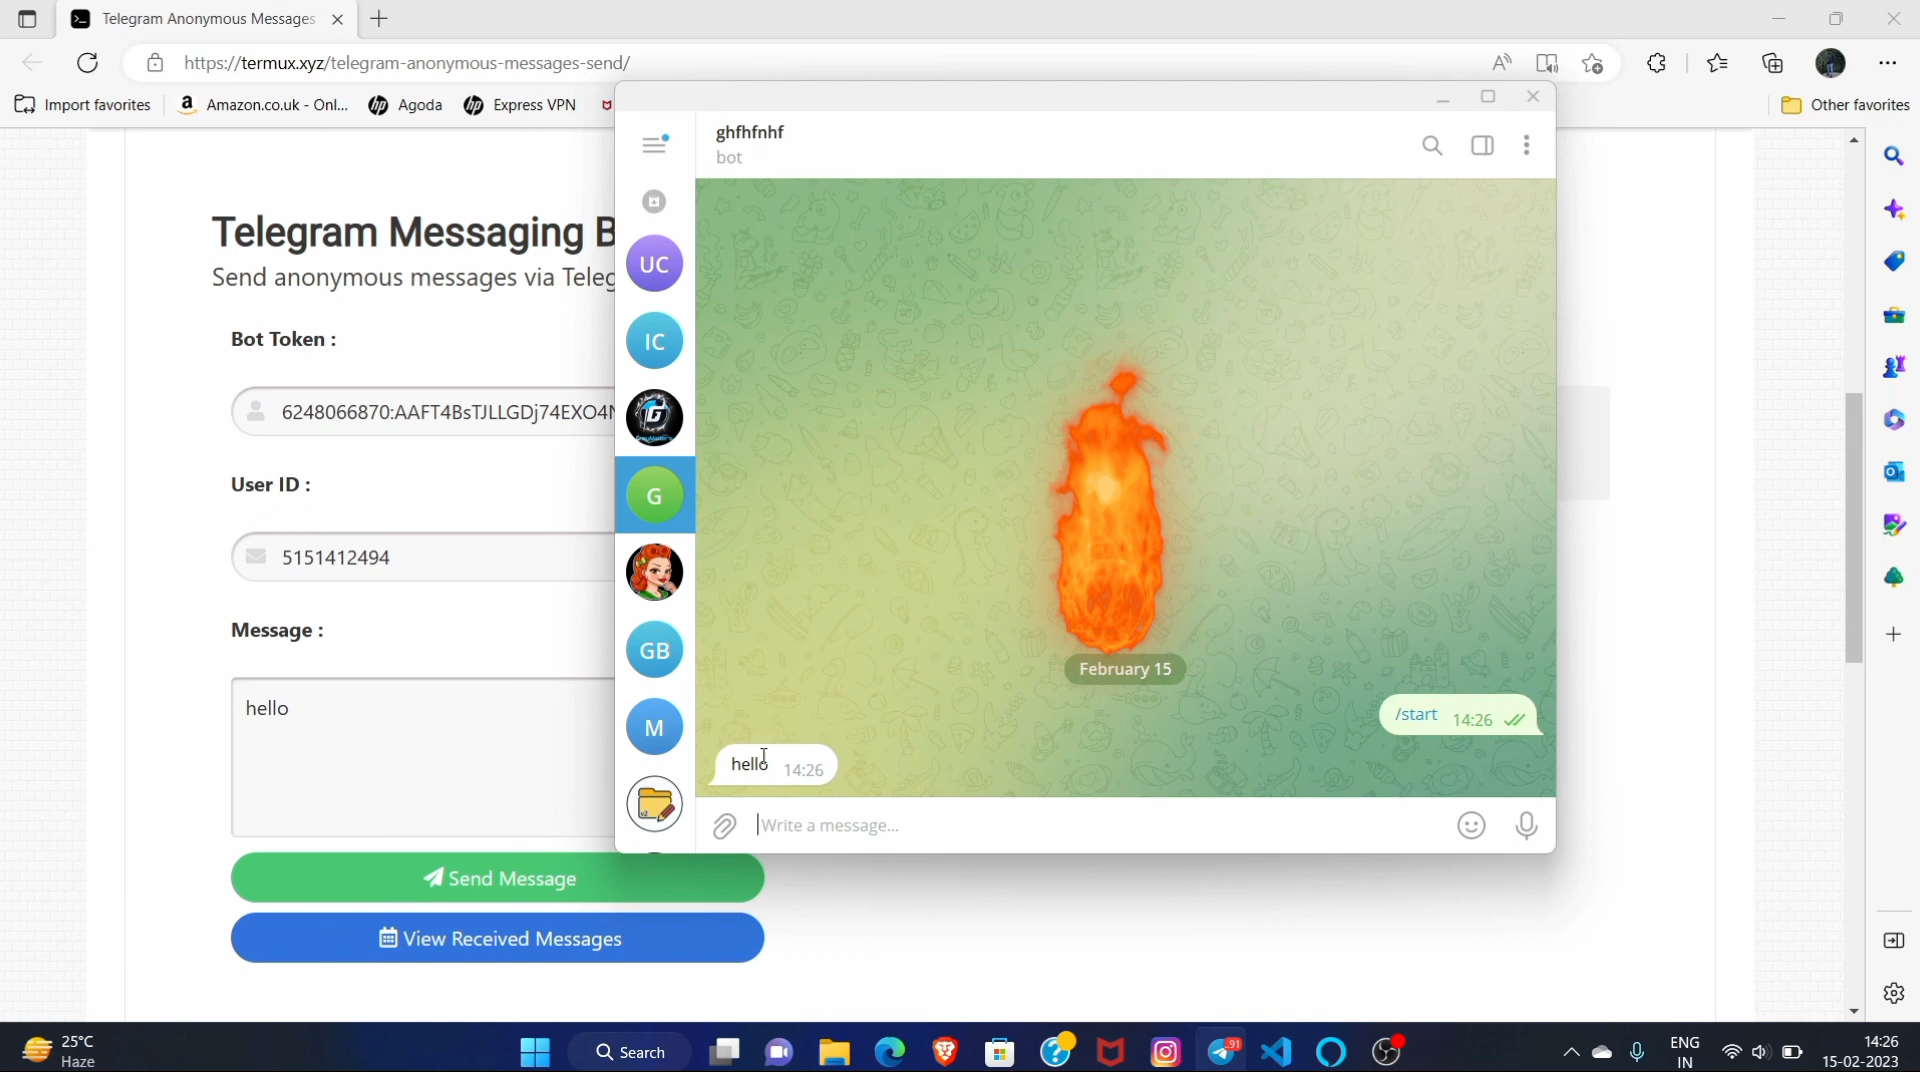 Telegram Anonymous Messages
https://termux.xyz/telegram-anonymous-messages-send/
Import favorites
Amazon.co.uk - Onl...
Agoda
Express VPN
Other favorites
ghfhfnhf
bot
UC
IC
G
GB
M
February 15
/start 14:26
hello 14:26
Write a message...
Telegram Messaging B
Send anonymous messages via Teleg
Bot Token :
6248066870:AAFT4BsTJLLGDj74EXO4
User ID :
5151412494
Message :
hello
Send Message
View Received Messages
25°C
Haze
Search
91
ENG
IN
14:26
15-02-2023